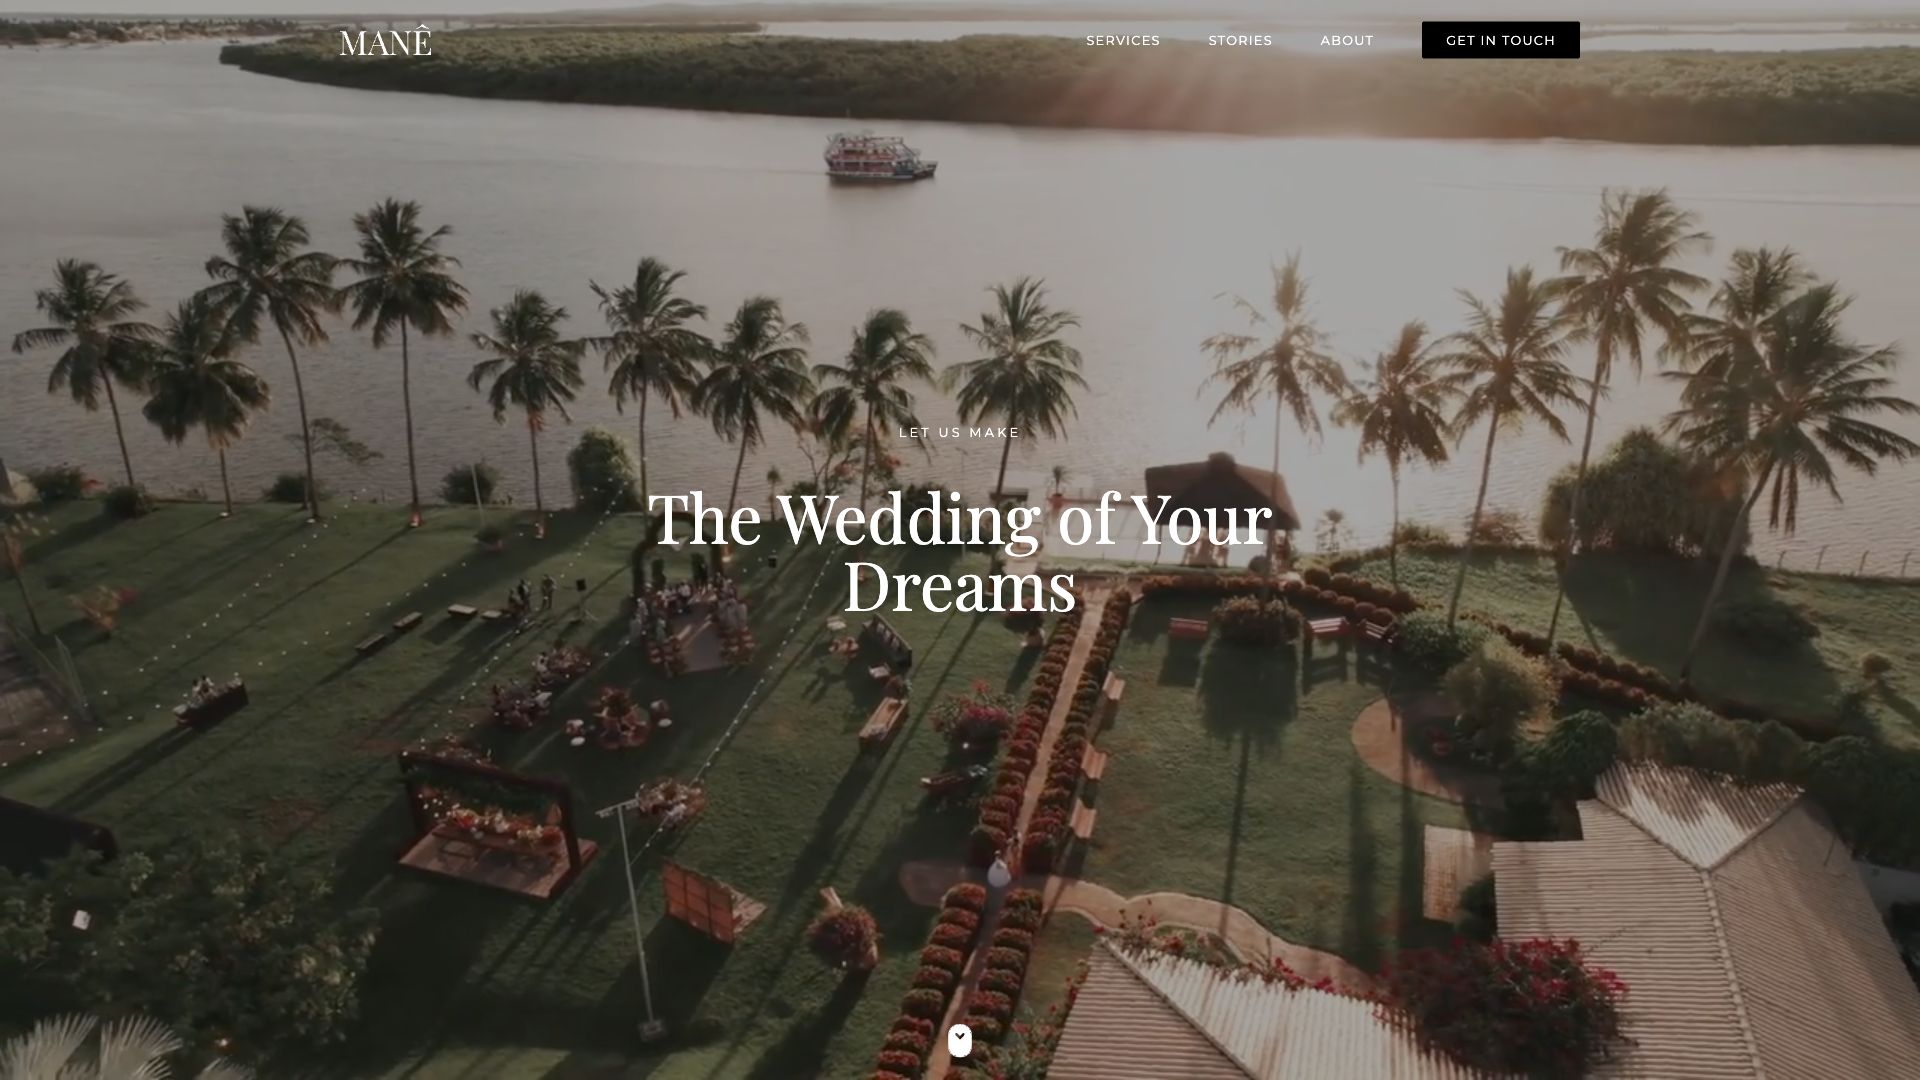 MANÊ
SERVICES
STORIES
ABOUT
GET IN TOUCH
LET US MAKE
The Wedding of Your
Dreams